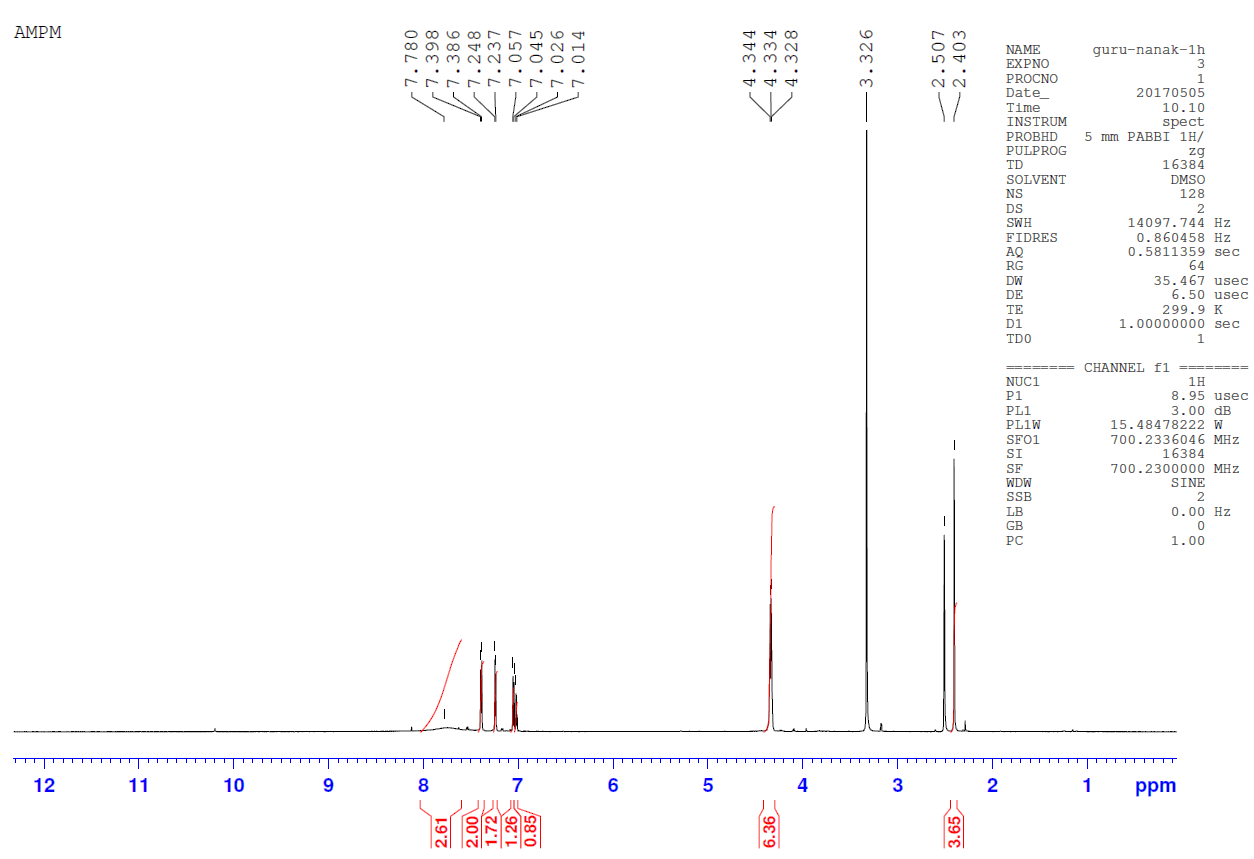 AMPM
7.780
7.398
7.386
7.248
7.237
7.057
7.045
7.026
7.014
4.344
4.334
4.328
3.326
2.507
2.403
NAME guru-nanak-1h
EXPNO 3
PROCNO 1
Date_ 20170505
Time 10.10
INSTRUM spect
PROBHD 5 mm PABBI 1H/
PULPROG zg
TD 16384
SOLVENT DMSO
NS 128
DS 2
SWH 14097.744 Hz
FIDRES 0.860458 Hz
AQ 0.5811359 sec
RG 64
DW 35.467 usec
DE 6.50 usec
TE 299.9 K
D1 1.00000000 sec
TD0 1
======== CHANNEL f1 ========
NUC1 1H
P1 8.95 usec
PL1 3.00 dB
PL1W 15.48478222 W
SFO1 700.2336046 MHz
SI 16384
SF 700.2300000 MHz
WDW SINE
SSB 2
LB 0.00 Hz
GB 0
PC 1.00
12 11 10 9 8 7 6 5 4 3 2 1 ppm
2.61
2.00
1.72
1.26
0.85
6.36
3.65